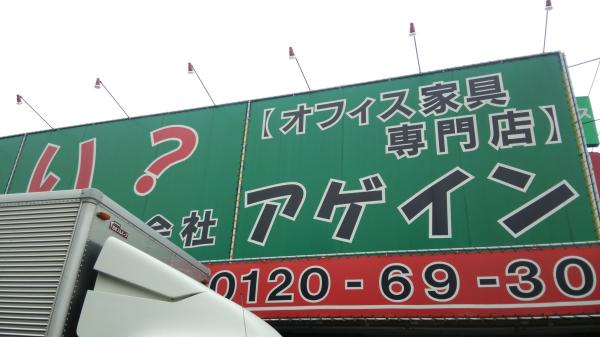 り?
【オフィス家具
専門店】
会社 アゲイン
0120-69-30